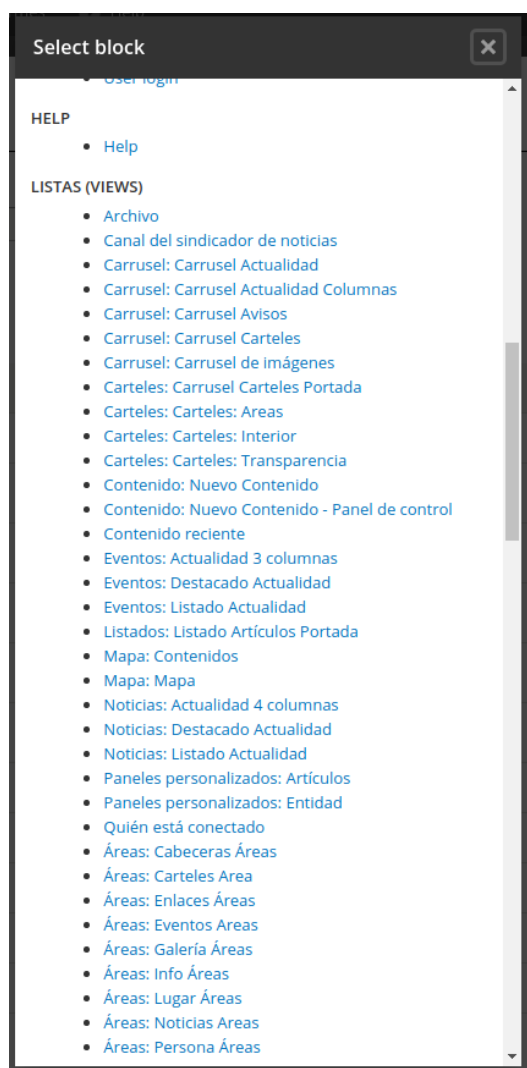 Select block
User login
HELP
Help
LISTAS (VIEWS)
Archivo
Canal del sindicador de noticias
Carrusel: Carrusel Actualidad
Carrusel: Carrusel Actualidad Columnas
Carrusel: Carrusel Avisos
Carrusel: Carrusel Carteles
Carrusel: Carrusel de imágenes
Carteles: Carrusel Carteles Portada
Carteles: Carteles: Areas
Carteles: Carteles: Interior
Carteles: Carteles: Transparencia
Contenido: Nuevo Contenido
Contenido: Nuevo Contenido - Panel de control
Contenido reciente
Eventos: Actualidad 3 columnas
Eventos: Destacado Actualidad
Eventos: Listado Actualidad
Listados: Listado Artículos Portada
Mapa: Contenidos
Mapa: Mapa
Noticias: Actualidad 4 columnas
Noticias: Destacado Actualidad
Noticias: Listado Actualidad
Paneles personalizados: Artículos
Paneles personalizados: Entidad
Quién está conectado
Áreas: Cabeceras Áreas
Áreas: Carteles Area
Áreas: Enlaces Áreas
Áreas: Eventos Areas
Áreas: Galería Áreas
Áreas: Info Áreas
Áreas: Lugar Áreas
Áreas: Noticias Areas
Áreas: Persona Áreas